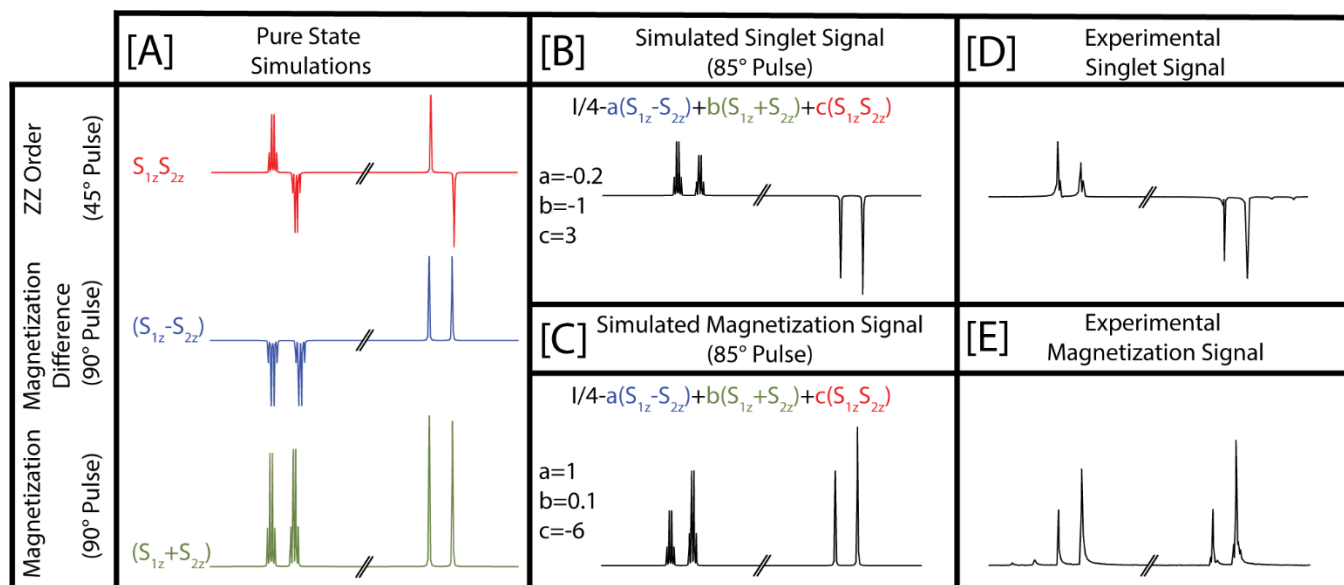 [A]
Pure State
Simulations
[B]
Simulated Singlet Signal
(85° Pulse)
[D]
Experimental
Singlet Signal
ZZ Order
(45° Pulse)
S₁zS₂z
I/4-a(S₁z-S₂z)+b(S₁z+S₂z)+c(S₁zS₂z)
a=-0.2
b=-1
c=3
Magnetization
Difference
(90° Pulse)
(S₁z-S₂z)
[C]
Simulated Magnetization Signal
(85° Pulse)
[E]
Experimental
Magnetization Signal
Magnetization
(90° Pulse)
(S₁z+S₂z)
I/4-a(S₁z-S₂z)+b(S₁z+S₂z)+c(S₁zS₂z)
a=1
b=0.1
c=-6